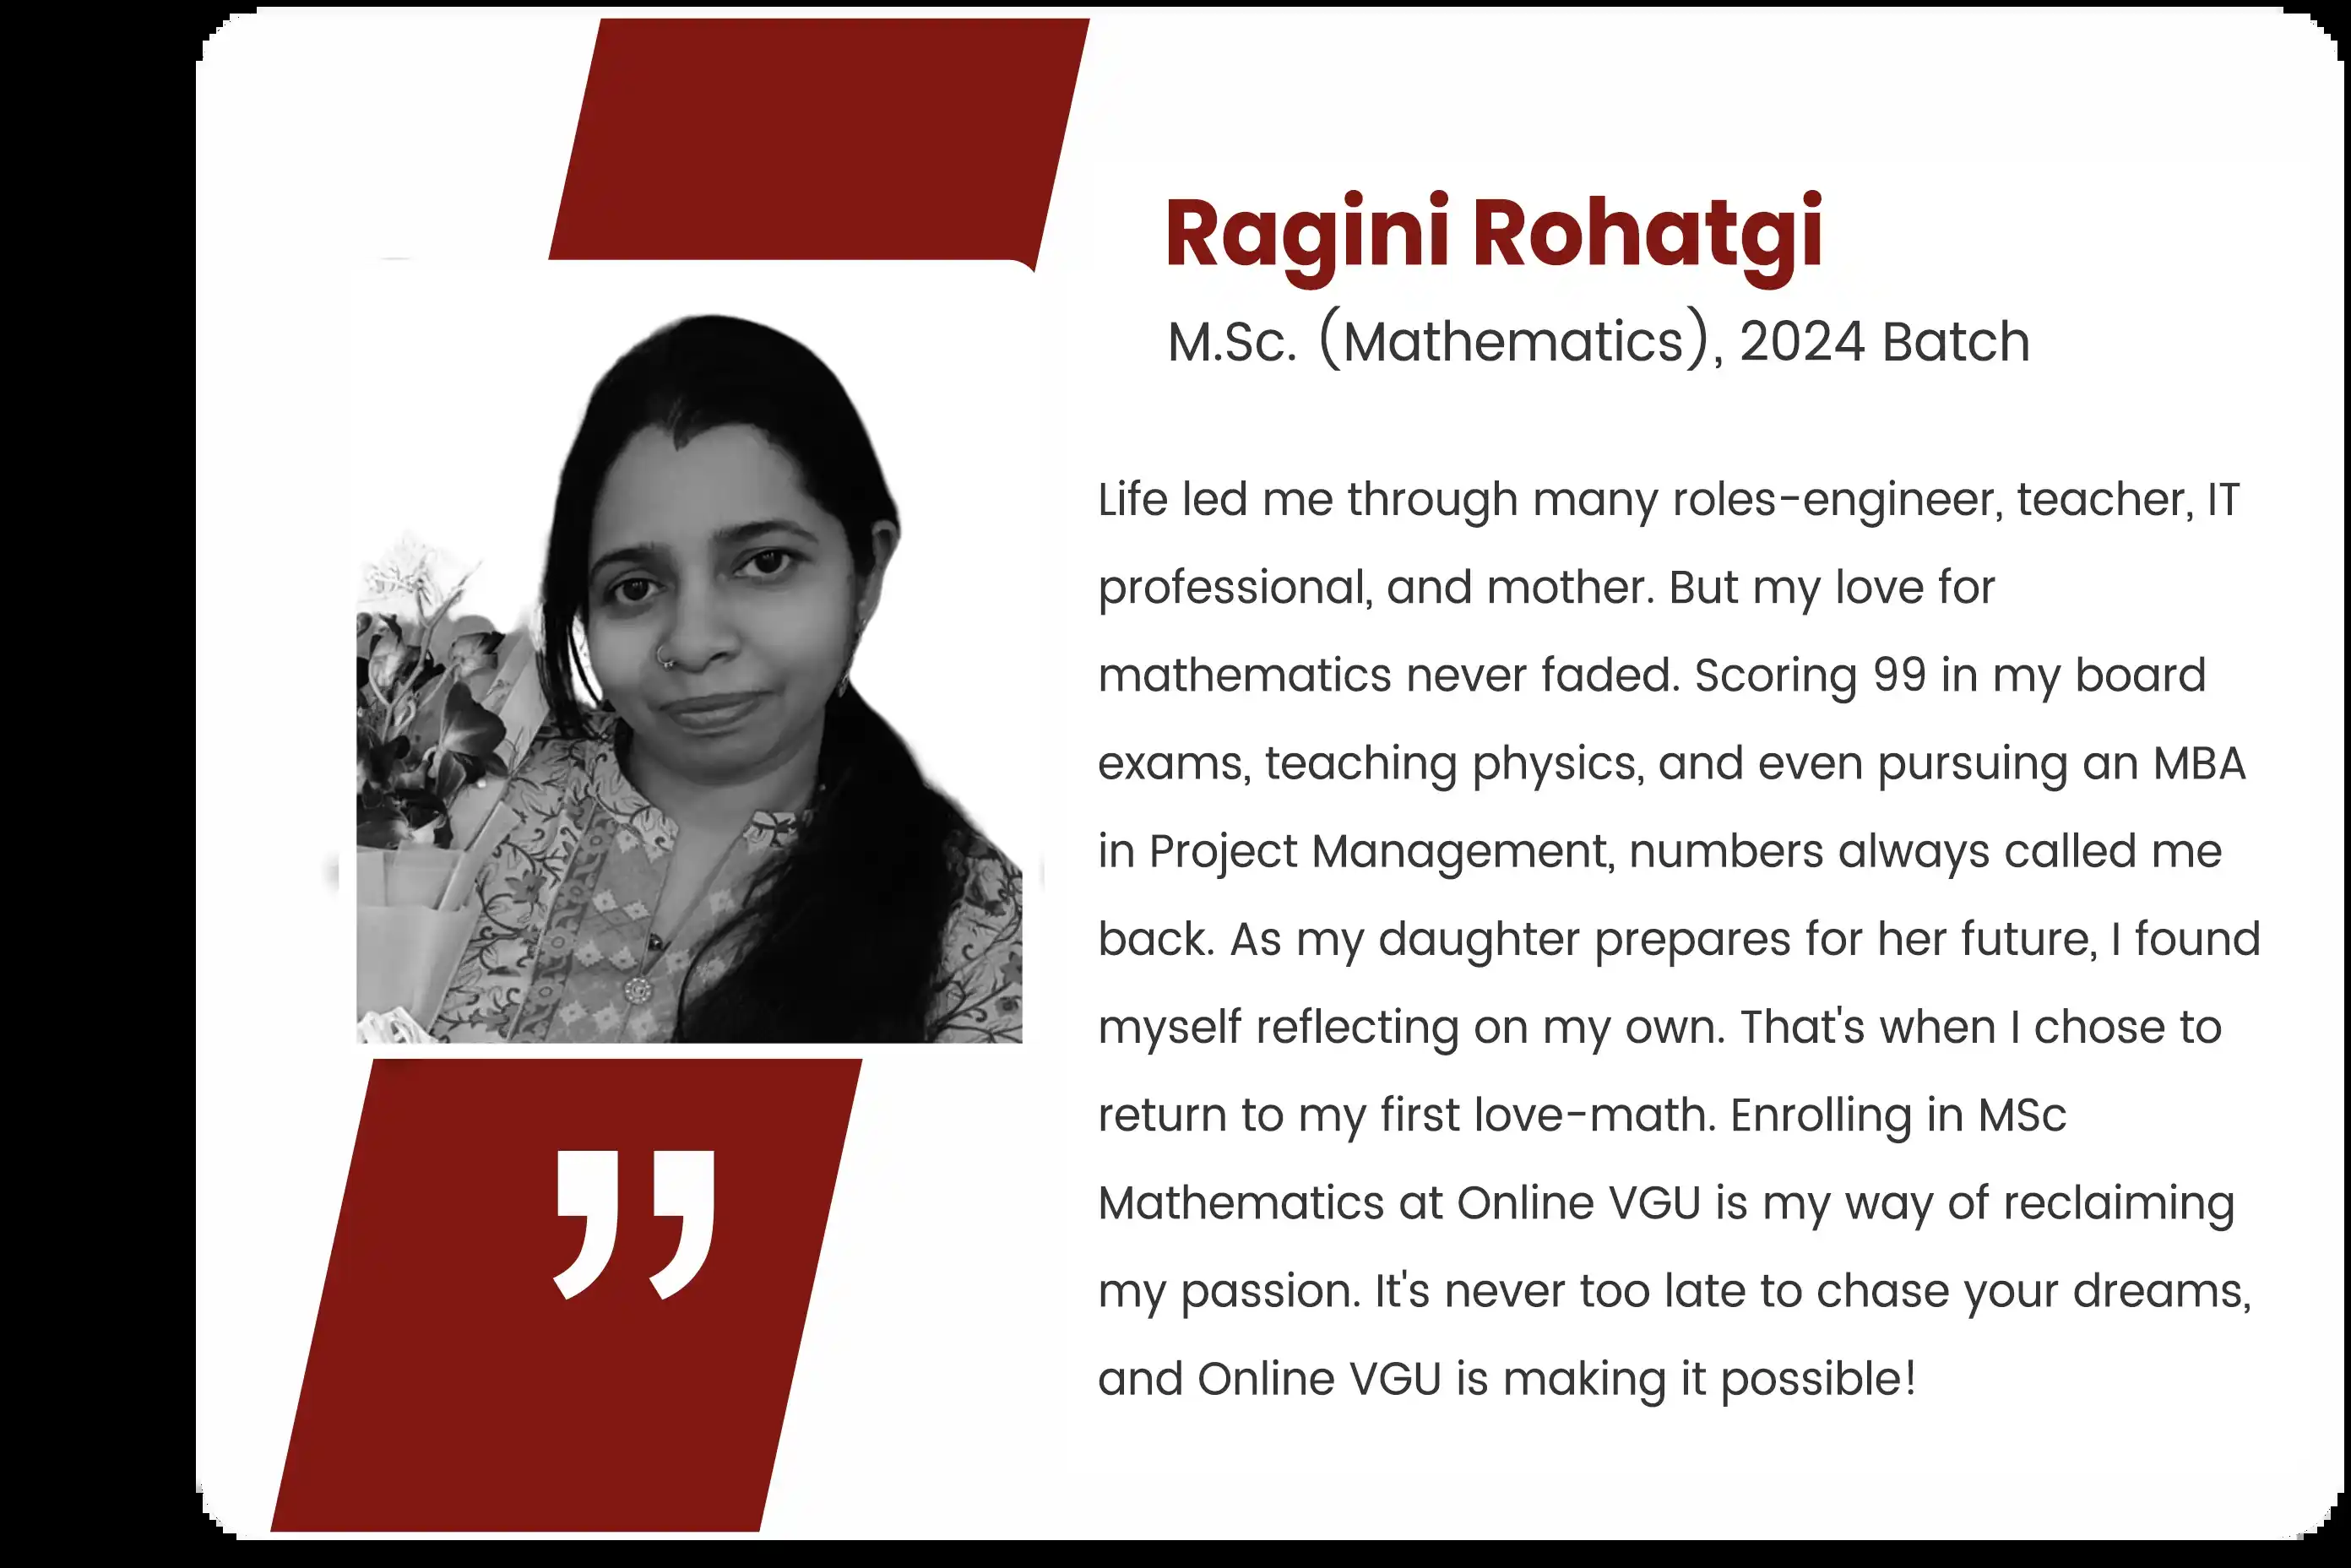 Ragini Rohatgi
M.Sc. (Mathematics), 2024 Batch
Life led me through many roles-engineer, teacher, IT
professional, and mother. But my love for
mathematics never faded. Scoring 99 in my board
exams, teaching physics, and even pursuing an MBA
in Project Management, numbers always called me
back. As my daughter prepares for her future, I found
myself reflecting on my own. That's when I chose to
return to my first love-math. Enrolling in MSc
Mathematics at Online VGU is my way of reclaiming
my passion. It's never too late to chase your dreams,
and Online VGU is making it possible!
”